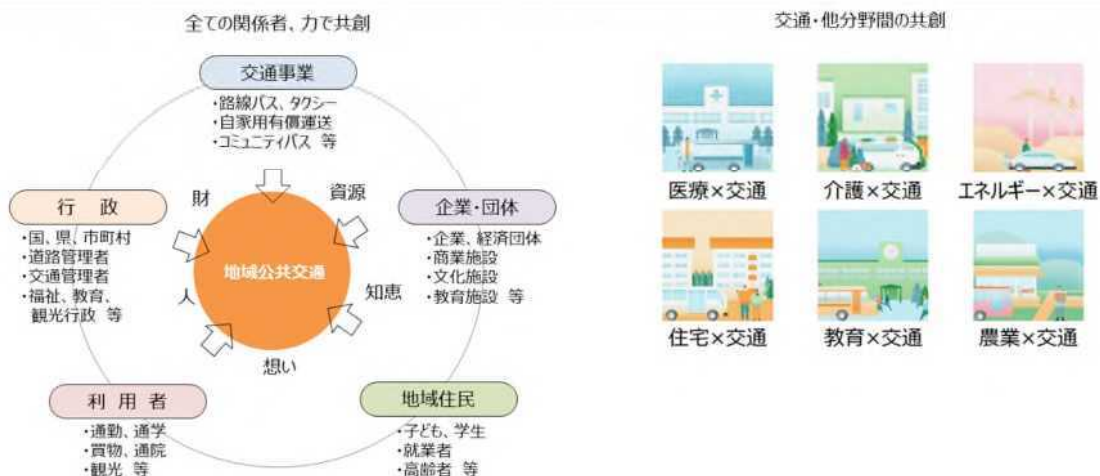 全ての関係者、力で共創
交通事業
・路線バス、タクシー
・自家用有償運送
・コミュニティバス 等
行 政
・国、県、市町村
・道路管理者
・交通管理者
・福祉、教育、
観光行政 等
財
資源
人
知恵
想い
地域公共交通
企業・団体
・企業、経済団体
・商業施設
・文化施設
・教育施設 等
利 用 者
・通勤、通学
・買物、通院
・観光 等
地域住民
・子ども、学生
・就業者
・高齢者 等
交通・他分野間の共創
医療×交通
介護×交通
エネルギー×交通
住宅×交通
教育×交通
農業×交通